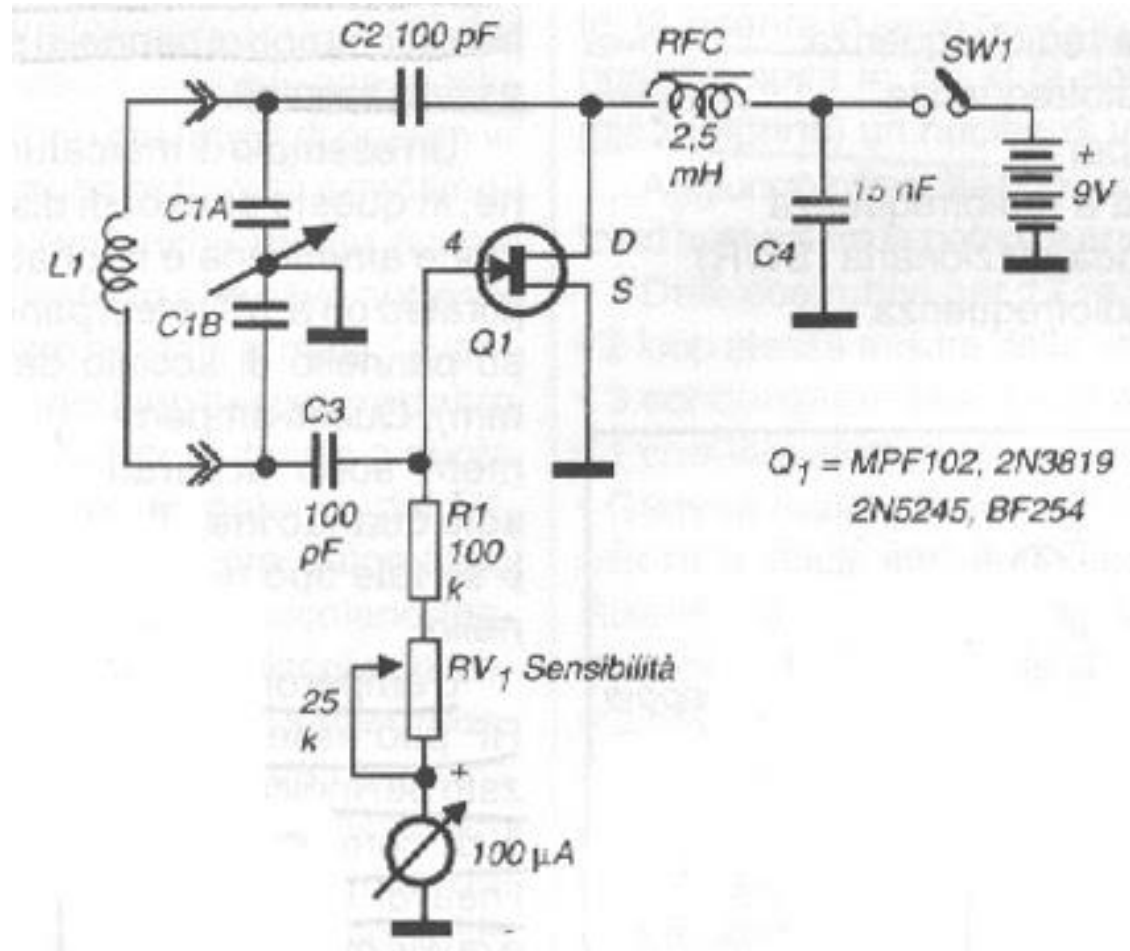 C2 100 pF
RFC
SW1
2,5
mH
+
9V
C1A
L1
C1B
4
D
S
Q1
C4
C3
100
pF
R1
100
k
Q1 = MPF102, 2N3819
2N5245, BF254
RV1 Sensibilità
25
k
+
100 µA
-